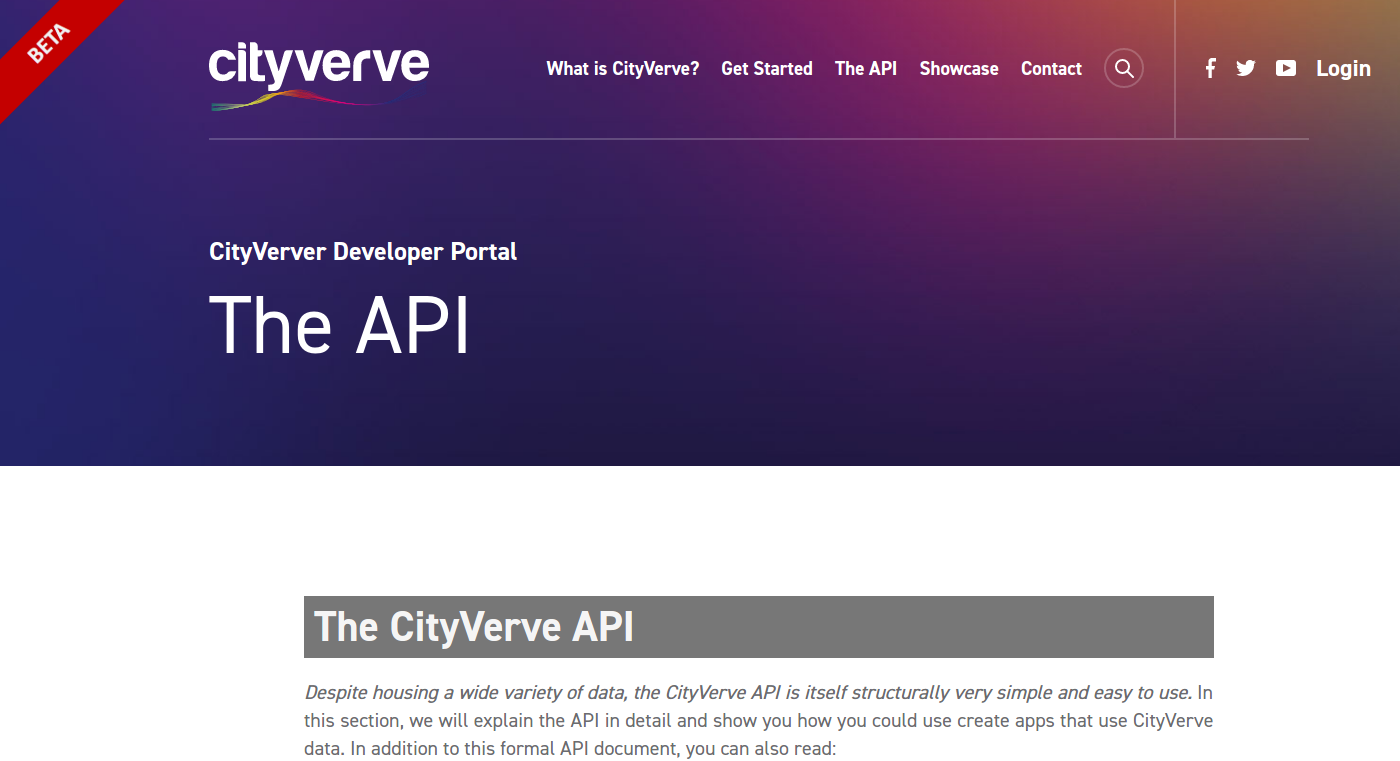 BETA
cityverve
What is CityVerve? Get Started The API Showcase Contact Login
CityVerver Developer Portal
The API
The CityVerve API
Despite housing a wide variety of data, the CityVerve API is itself structurally very simple and easy to use. In
this section, we will explain the API in detail and show you how you could use create apps that use CityVerve
data. In addition to this formal API document, you can also read: